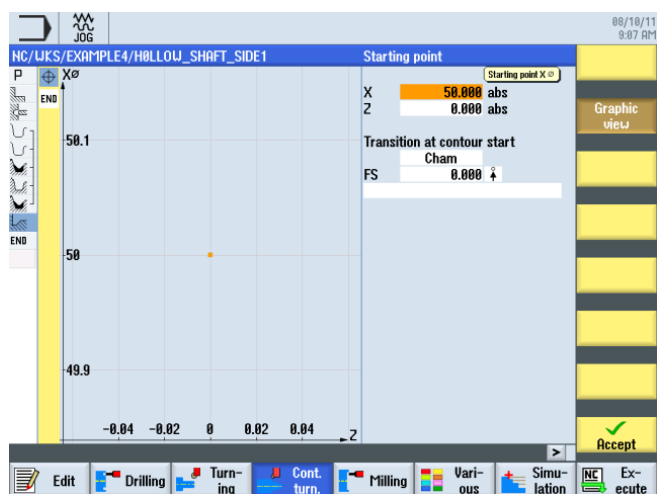 JOG
08/18/11
9:07 AM
NC/WKS/EXAMPLE4/HØLLOW_SHAFT_SIDE1
Starting point
P
XØ
END
Starting point X Ø
X 50.000 abs
Z 0.000 abs
Graphic
view
50.1
Transition at contour start
Cham
FS 0.000
END
50
49.9
-0.04 -0.02 0 0.02 0.04 Z
Accept
>
Edit
Drilling
Turn-
ing
Cont.
turn.
Milling
Vari-
ous
Simu-
lation
NC Ex-
ecute